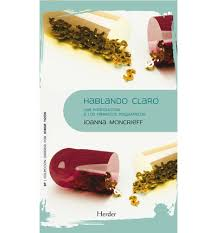 HABLANDO CLARO
UNA INTRODUCCIÓN
A LOS FÁRMACOS PSIQUIÁTRICOS
JOANNA MONCRIEFF
Herder